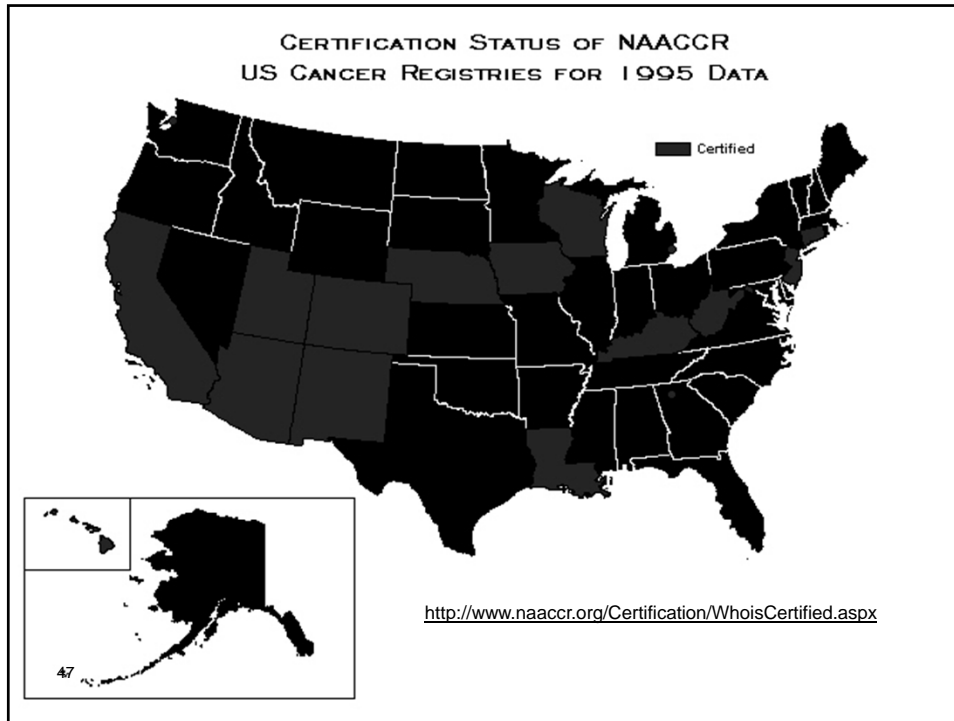 CERTIFICATION STATUS OF NAACCR
US CANCER REGISTRIES FOR 1995 DATA
Certified
http://www.naaccr.org/Certification/WhoisCertified.aspx
47